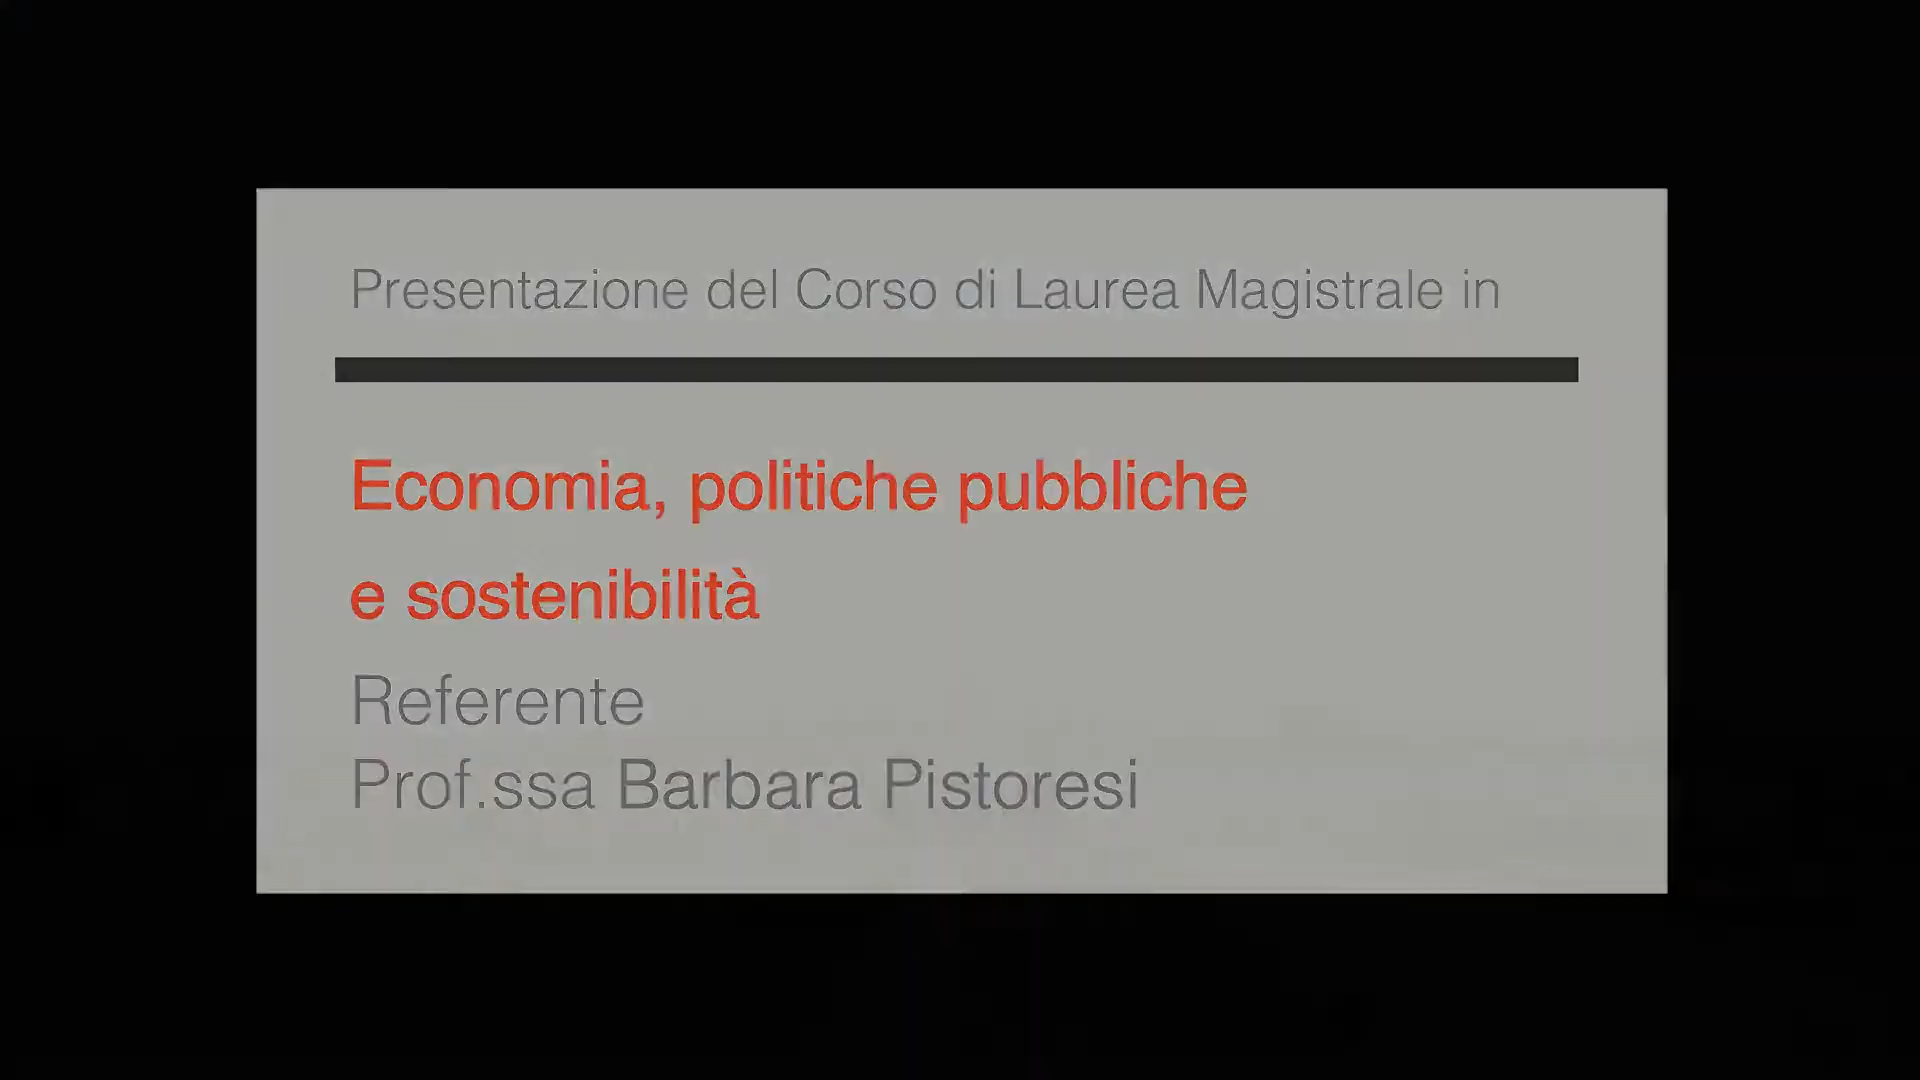 Presentazione del Corso di Laurea Magistrale in
Economia, politiche pubbliche
e sostenibilità
Referente
Prof.ssa Barbara Pistoresi